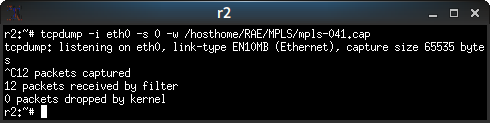 r2
r2:~# tcpdump -i eth0 -s 0 -w /hosthome/RAE/MPLS/mpls-041.cap
tcpdump: listening on eth0, link-type EN10MB (Ethernet), capture size 65535 byte
s
^C12 packets captured
12 packets received by filter
0 packets dropped by kernel
r2:~#